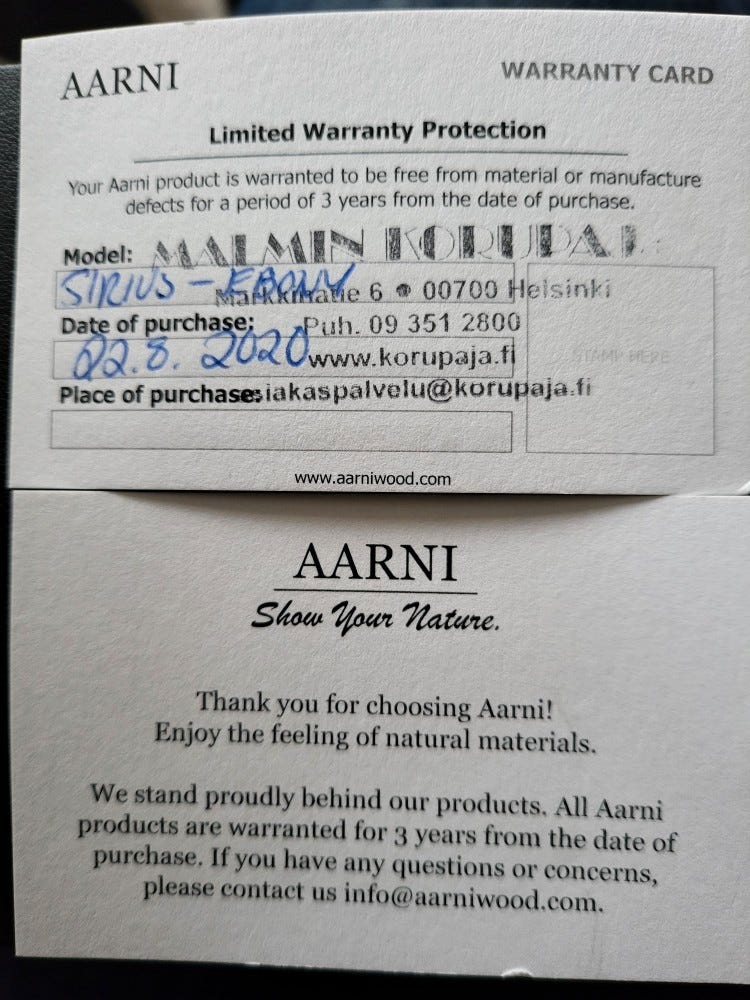 AARNI
WARRANTY CARD
Limited Warranty Protection
Your Aarni product is warranted to be free from material or manufacture
defects for a period of 3 years from the date of purchase.
MALMIN KORUPAJA
Model:
SIRIUS - EBONY
Markkinatie 6 • 00700 Helsinki
Date of purchase:
Puh. 09 351 2800
22.8. 2020
www.korupaja.fi
STAMP HERE
Place of purchase:
asiakaspalvelu@korupaja.fi
www.aarniwood.com
AARNI
Show Your Nature.
Thank you for choosing Aarni!
Enjoy the feeling of natural materials.
We stand proudly behind our products. All Aarni
products are warranted for 3 years from the date of
purchase. If you have any questions or concerns,
please contact us info@aarniwood.com.